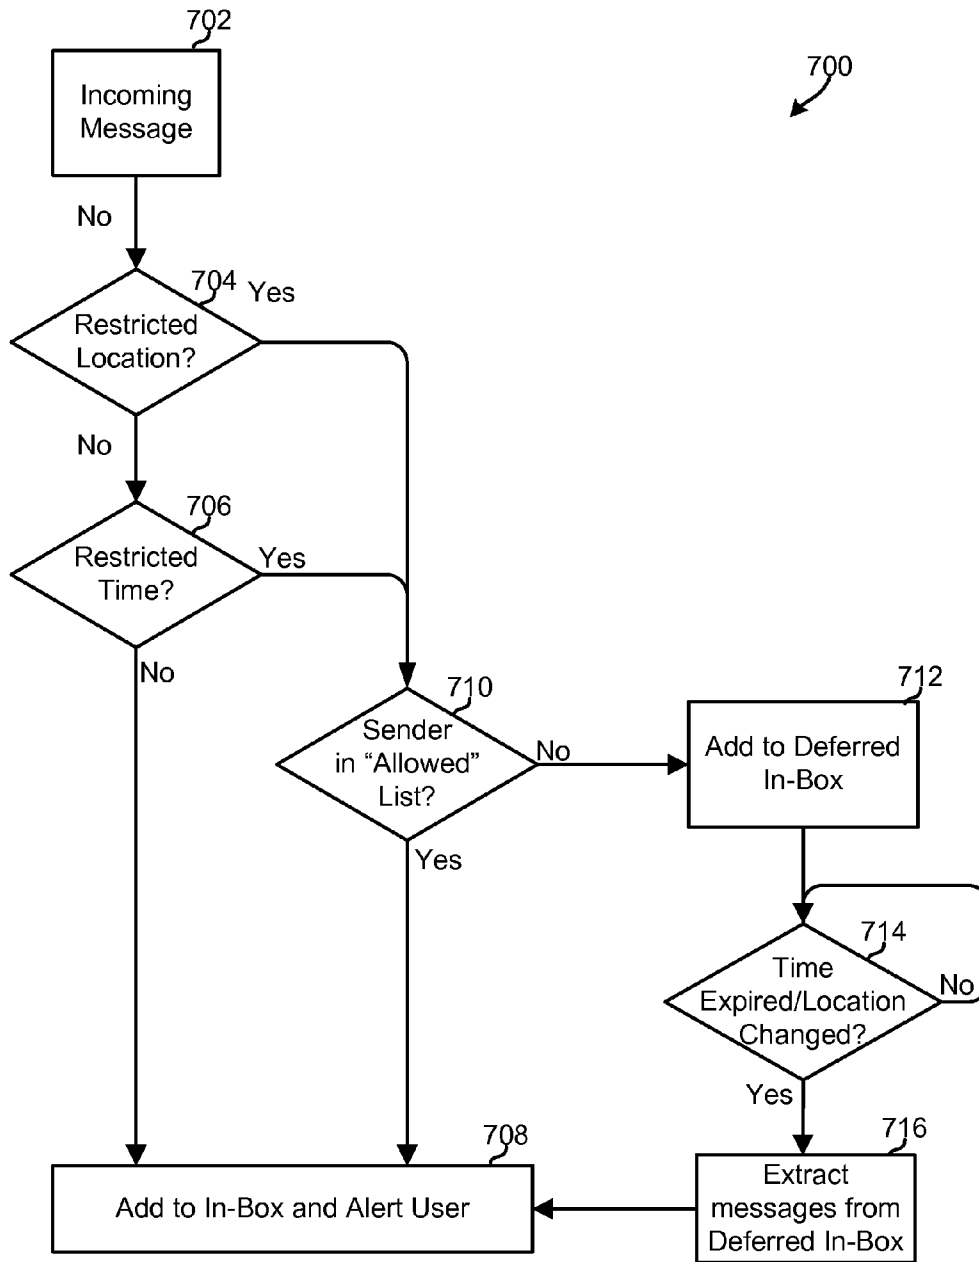 702
Incoming
Message
700
No
704
Yes
Restricted
Location?
No
706
Restricted
Time?
Yes
No
710
Sender
in “Allowed”
List?
No
712
Add to Deferred
In-Box
Yes
714
Time
Expired/Location
Changed?
No
Yes
708
Add to In-Box and Alert User
716
Extract
messages from
Deferred In-Box